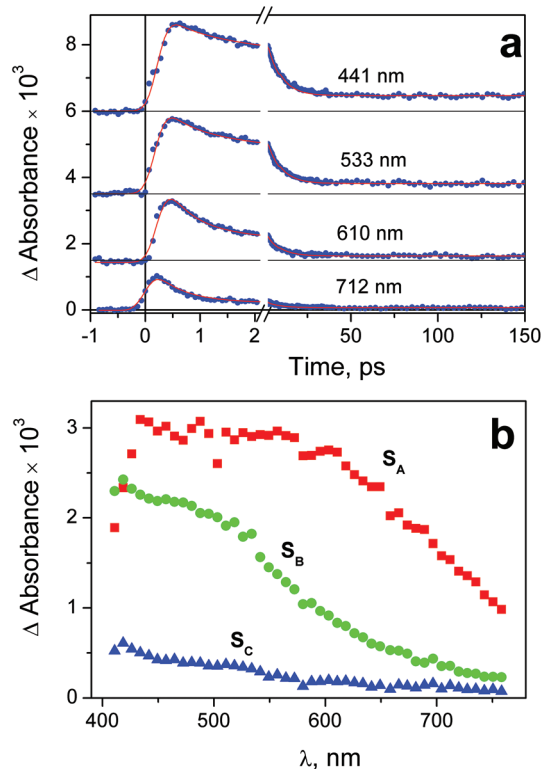 a
Δ Absorbance × 10³
8
6
4
2
0
441 nm
533 nm
610 nm
712 nm
-1 0 1 2 50 75 100 125 150
Time, ps
b
Δ Absorbance × 10³
3
2
1
0
S_A
S_B
S_C
400 500 600 700
λ, nm